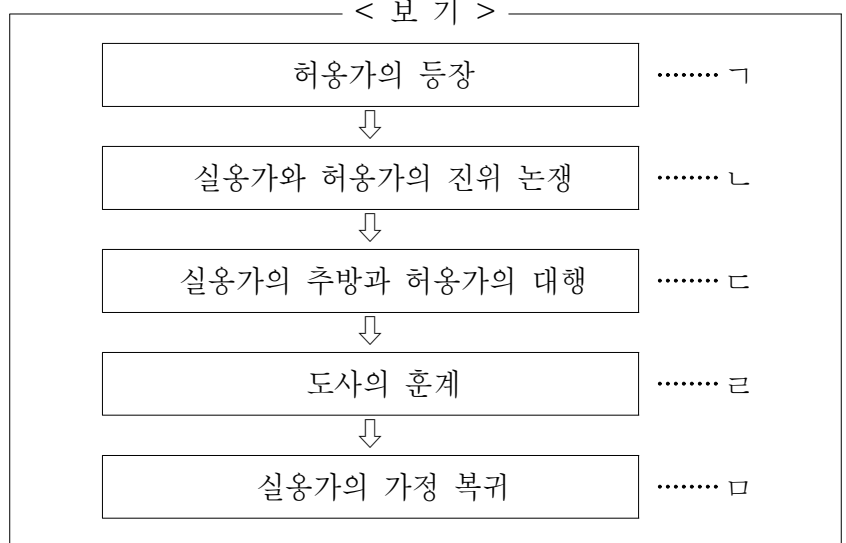 < 보 기 >
허옹가의 등장 ········ ㄱ
⇩
실옹가와 허옹가의 진위 논쟁 ········ ㄴ
⇩
실옹가의 추방과 허옹가의 대행 ········ ㄷ
⇩
도사의 훈계 ········ ㄹ
⇩
실옹가의 가정 복귀 ········ ㅁ